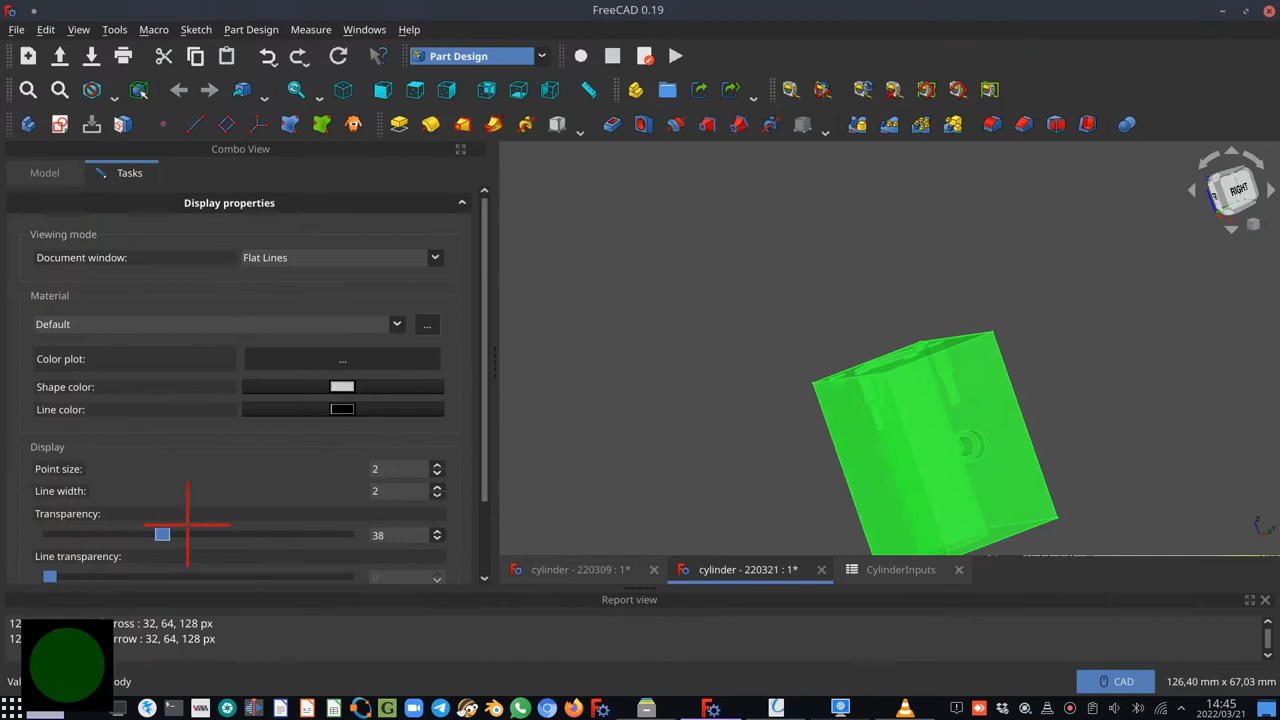 FreeCAD 0.19
File Edit View Tools Macro Sketch Part Design Measure Windows Help
Part Design
Combo View
Model Tasks
RIGHT
Display properties
Viewing mode
Document window: Flat Lines
Material
Default ...
Color plot: ...
Shape color:
Line color:
Display
Point size: 2
Line width: 2
Transparency:
38
Line transparency:
0
cylinder - 220309 : 1* cylinder - 220321 : 1* CylinderInputs
Report view
12 ross : 32, 64, 128 px
12 rrow : 32, 64, 128 px
Val ody CAD 126,40 mm x 67,03 mm
14:45
2022/03/21